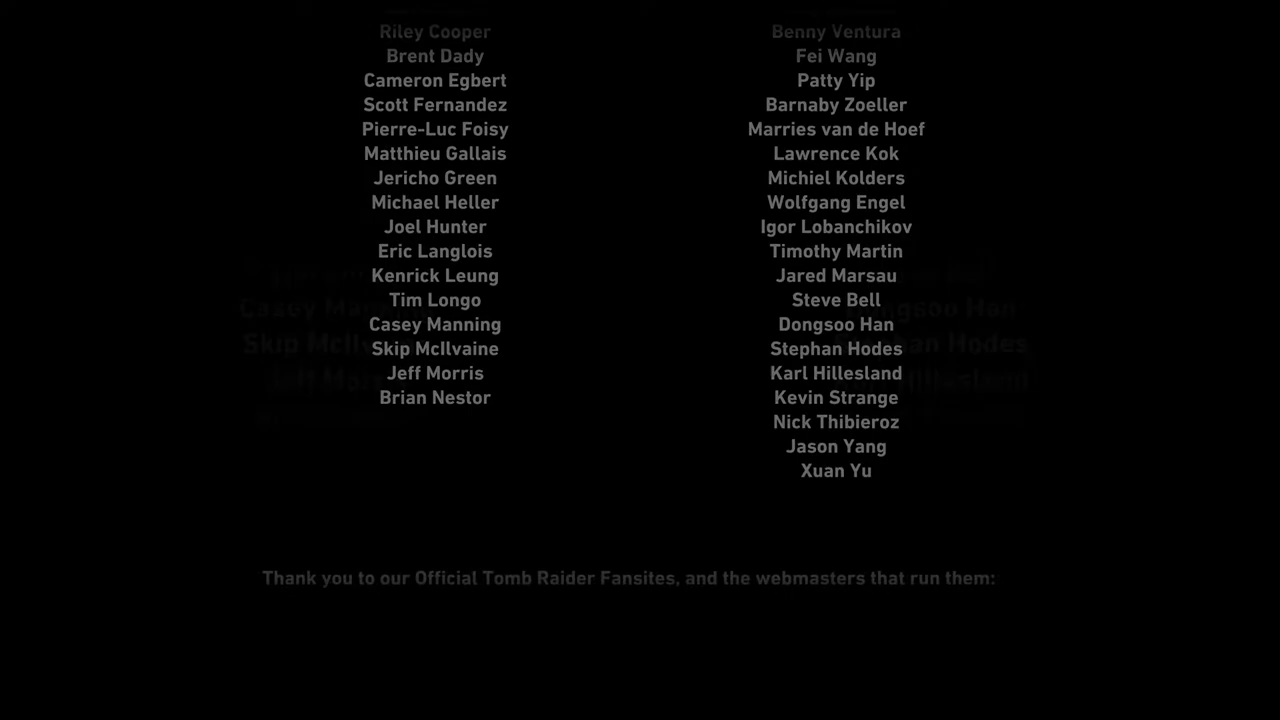 Riley Cooper
Brent Dady
Cameron Egbert
Scott Fernandez
Pierre-Luc Foisy
Matthieu Gallais
Jericho Green
Michael Heller
Joel Hunter
Eric Langlois
Kenrick Leung
Tim Longo
Casey Manning
Skip McIlvaine
Jeff Morris
Brian Nestor
Benny Ventura
Fei Wang
Patty Yip
Barnaby Zoeller
Marries van de Hoef
Lawrence Kok
Michiel Kolders
Wolfgang Engel
Igor Lobanchikov
Timothy Martin
Jared Marsau
Steve Bell
Dongsoo Han
Stephan Hodes
Karl Hillesland
Kevin Strange
Nick Thibieroz
Jason Yang
Xuan Yu
Thank you to our Official Tomb Raider Fansites, and the webmasters that run them: